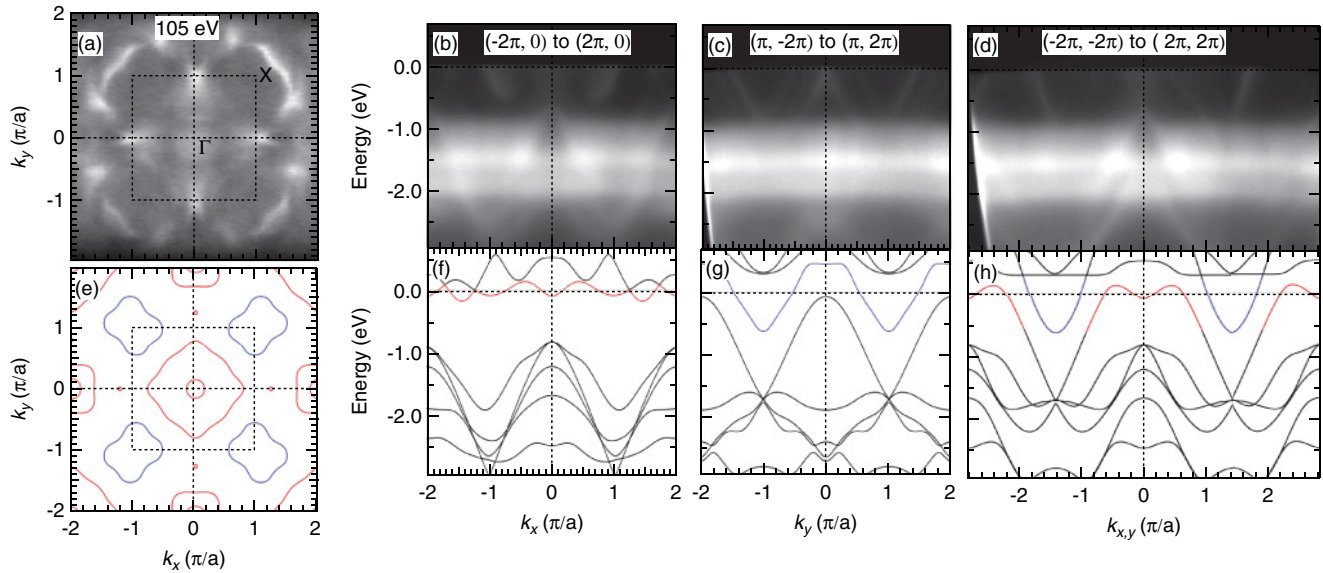 (a)
105 eV
X
Γ
2
1
0
-1
k_y (π/a)
(b)
(-2π, 0) to (2π, 0)
0.0
-1.0
-2.0
Energy (eV)
(c)
(π, -2π) to (π, 2π)
(d)
(-2π, -2π) to ( 2π, 2π)
(e)
2
1
0
-1
-2
k_y (π/a)
-2 -1 0 1 2
k_x (π/a)
(f)
0.0
-1.0
-2.0
Energy (eV)
-2 -1 0 1 2
k_x (π/a)
(g)
-2 -1 0 1 2
k_y (π/a)
(h)
-2 -1 0 1 2
k_x,y (π/a)